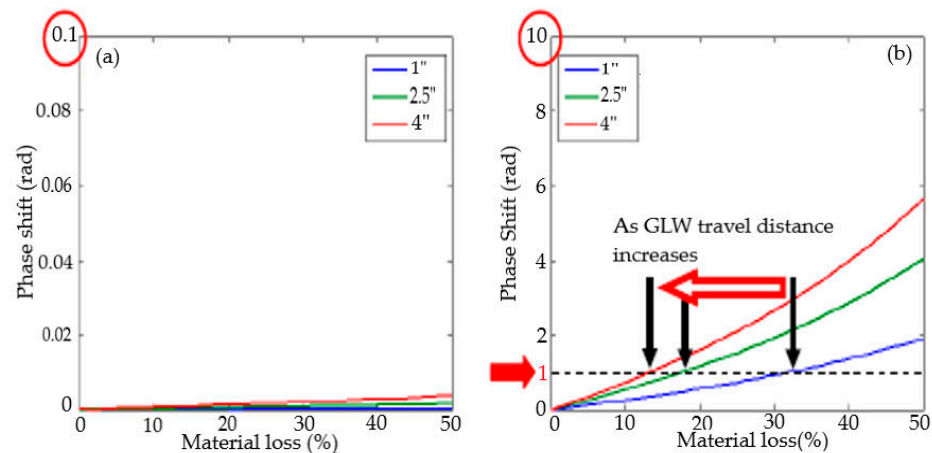 0.1
(a)
1"
2.5"
4"
0.08
0.06
0.04
0.02
0
Phase shift (rad)
0 10 20 30 40 50
Material loss (%)
10
(b)
1"
2.5"
4"
8
6
4
2
1
0
Phase Shift (rad)
As GLW travel distance
increases
0 10 20 30 40 50
Material loss(%)